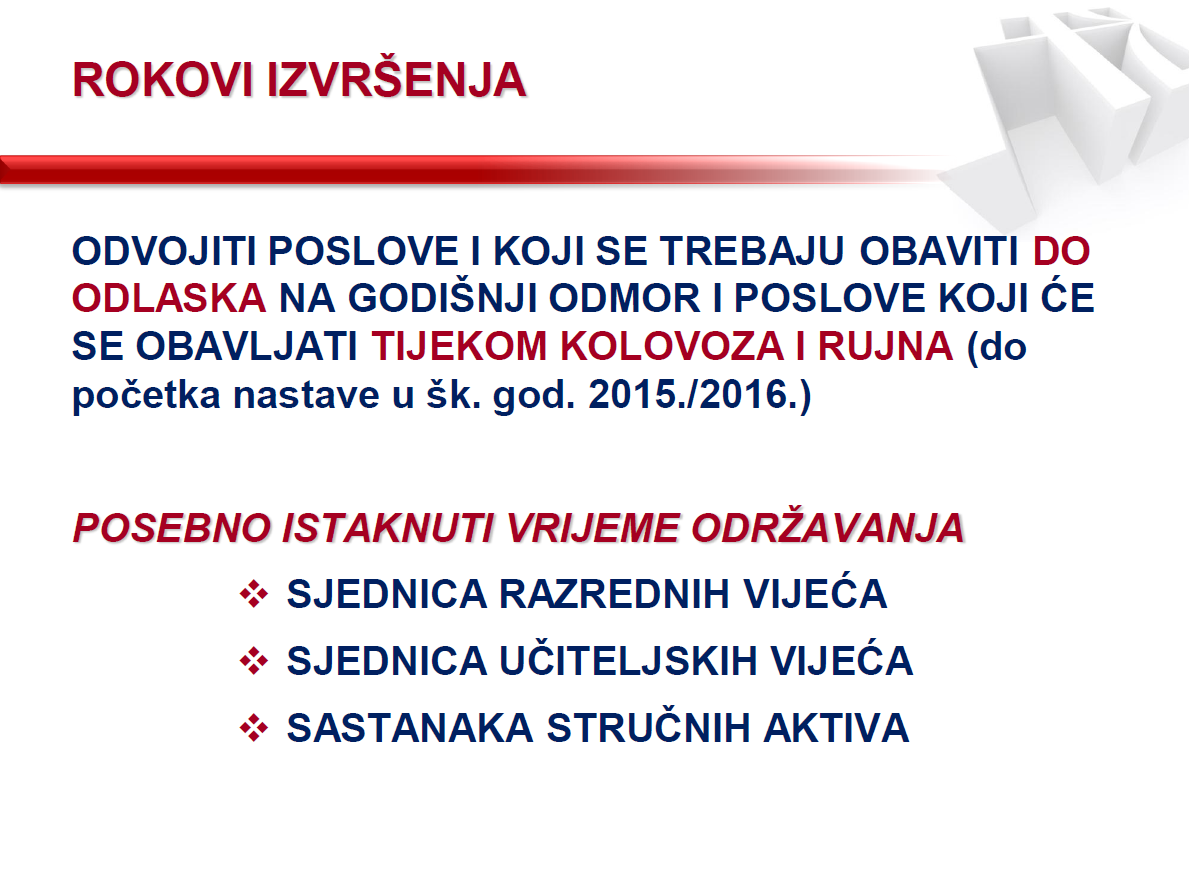 ROKOVI IZVRŠENJA
ODVOJITI POSLOVE I KOJI SE TREBAJU OBAVITI DO
ODLASKA NA GODIŠNJI ODMOR I POSLOVE KOJI ĆE
SE OBAVLJATI TIJEKOM KOLOVOZA I RUJNA (do
početka nastave u šk. god. 2015./2016.)
POSEBNO ISTAKNUTI VRIJEME ODRŽAVANJA
❖ SJEDNICA RAZREDNIH VIJEĆA
❖ SJEDNICA UČITELJSKIH VIJEĆA
❖ SASTANAKA STRUČNIH AKTIVA